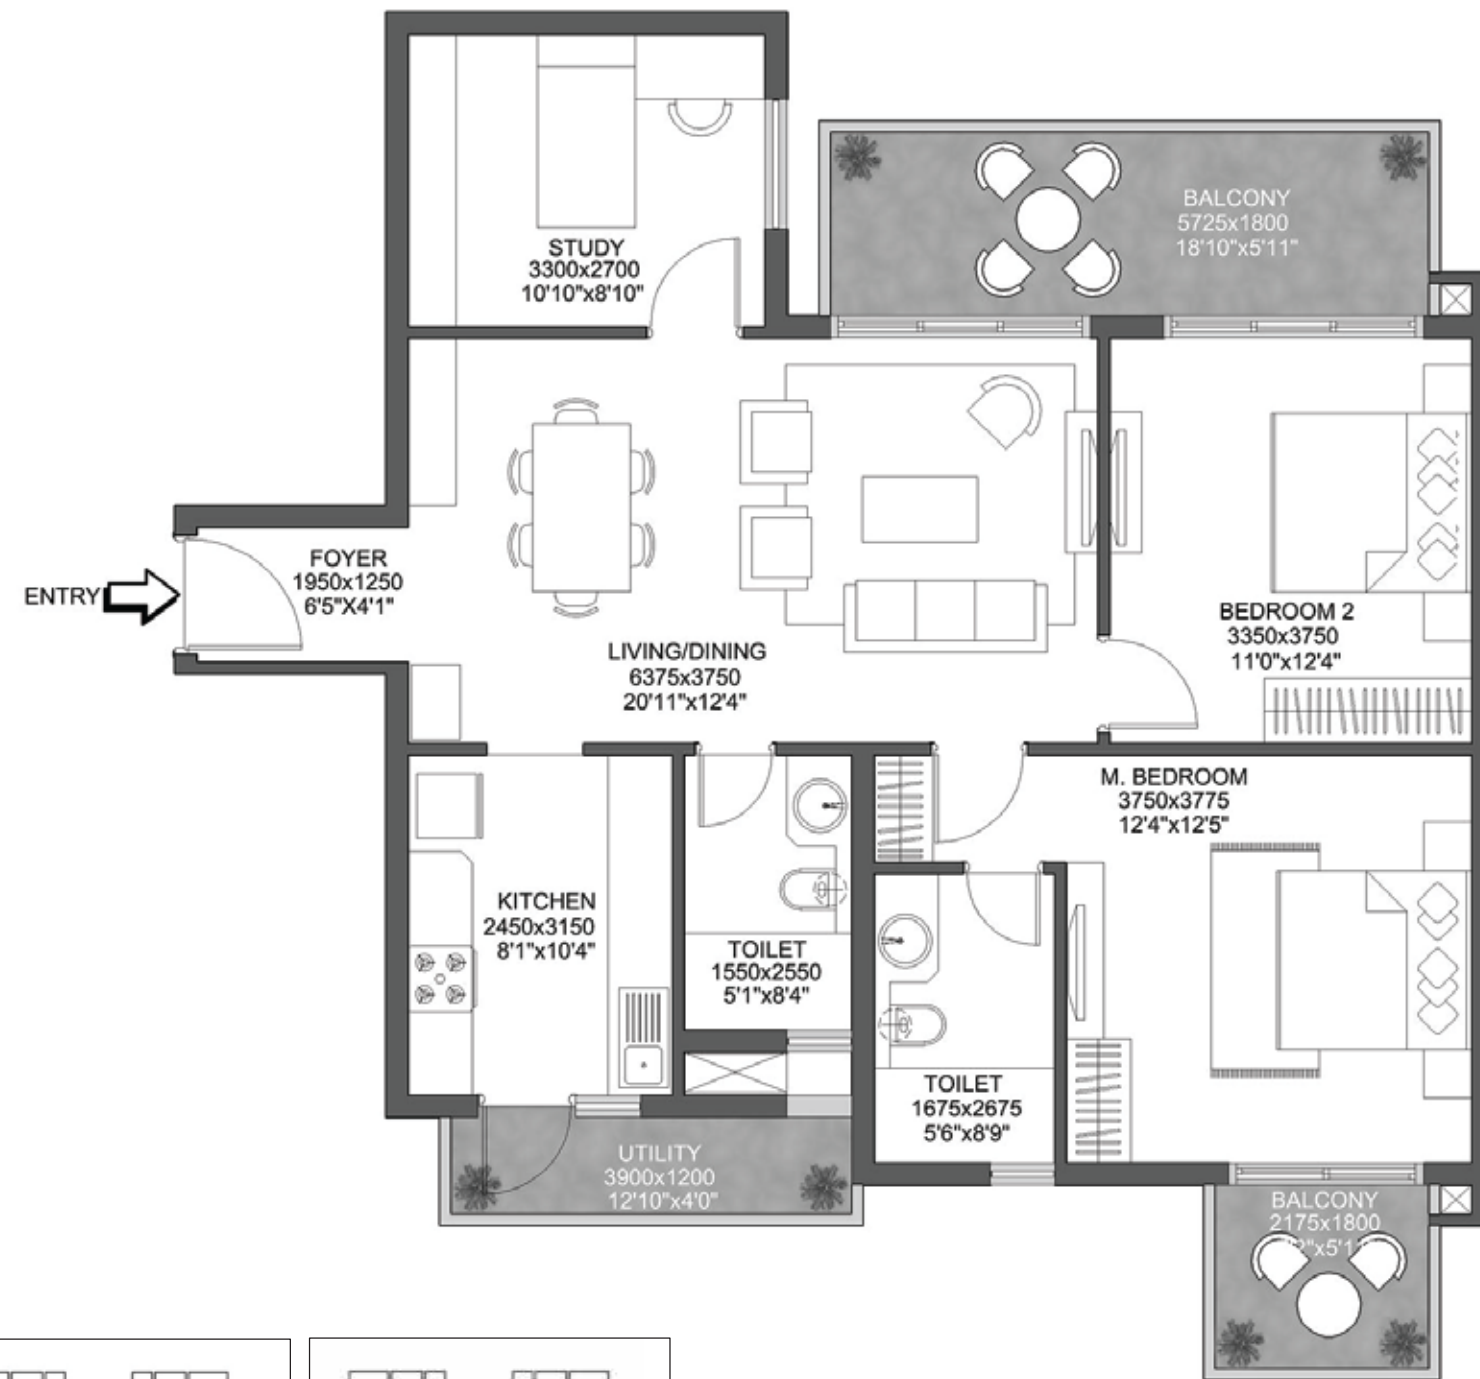 STUDY
3300x2700
10'10"x8'10"
BALCONY
5725x1800
18'10"x5'11"
ENTRY
FOYER
1950x1250
6'5"X4'1"
LIVING/DINING
6375x3750
20'11"x12'4"
BEDROOM 2
3350x3750
11'0"x12'4"
M. BEDROOM
3750x3775
12'4"x12'5"
KITCHEN
2450x3150
8'1"x10'4"
TOILET
1550x2550
5'1"x8'4"
TOILET
1675x2675
5'6"x8'9"
UTILITY
3900x1200
12'10"x4'0"
BALCONY
2175x1800